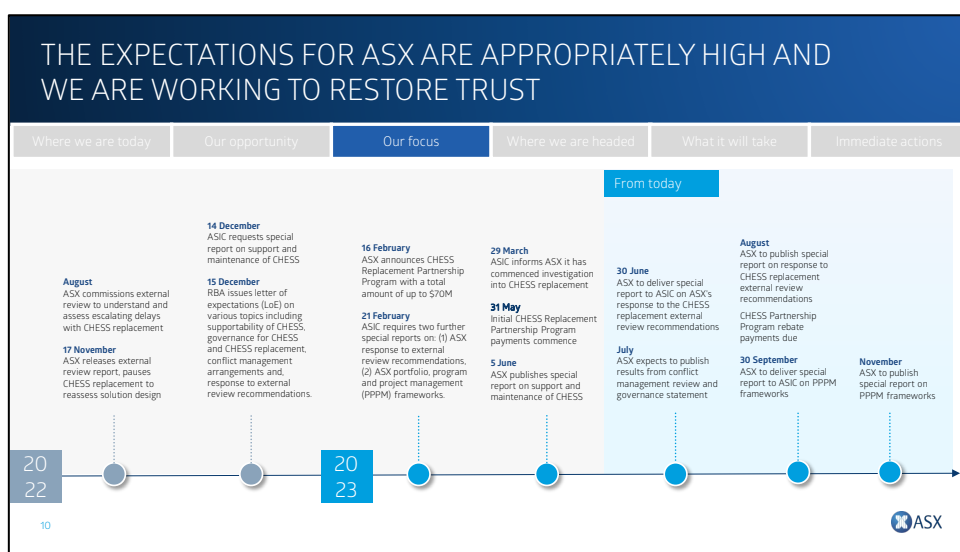 THE EXPECTATIONS FOR ASX ARE APPROPRIATELY HIGH AND
WE ARE WORKING TO RESTORE TRUST
Where we are today
Our opportunity
Our focus
Where we are headed
What it will take
Immediate actions
From today
August
ASX commissions external
review to understand and
assess escalating delays
with CHESS replacement
17 November
ASX releases external
review report, pauses
CHESS replacement to
reassess solution design
14 December
ASIC requests special
report on support and
maintenance of CHESS
15 December
RBA issues letter of
expectations (LoE) on
various topics including
supportability of CHESS,
governance for CHESS
and CHESS replacement,
conflict management
arrangements and,
response to external
review recommendations.
16 February
ASX announces CHESS
Replacement Partnership
Program with a total
amount of up to $70M
21 February
ASIC requires two further
special reports on: (1) ASX
response to external
review recommendations,
(2) ASX portfolio, program
and project management
(PPPM) frameworks.
29 March
ASIC informs ASX it has
commenced investigation
into CHESS replacement
31 May
Initial CHESS Replacement
Partnership Program
payments commence
5 June
ASX publishes special
report on support and
maintenance of CHESS
30 June
ASX to deliver special
report to ASIC on ASX's
response to the CHESS
replacement external
review recommendations
July
ASX expects to publish
results from conflict
management review and
governance statement
August
ASX to publish special
report on response to
CHESS replacement
external review
recommendations
CHESS Partnership
Program rebate
payments due
30 September
ASX to deliver special
report to ASIC on PPPM
frameworks
November
ASX to publish
special report on
PPPM frameworks
20
22
20
23
10
ASX